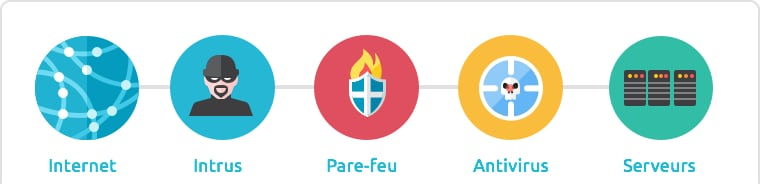 Internet
Intrus
Pare-feu
Antivirus
Serveurs